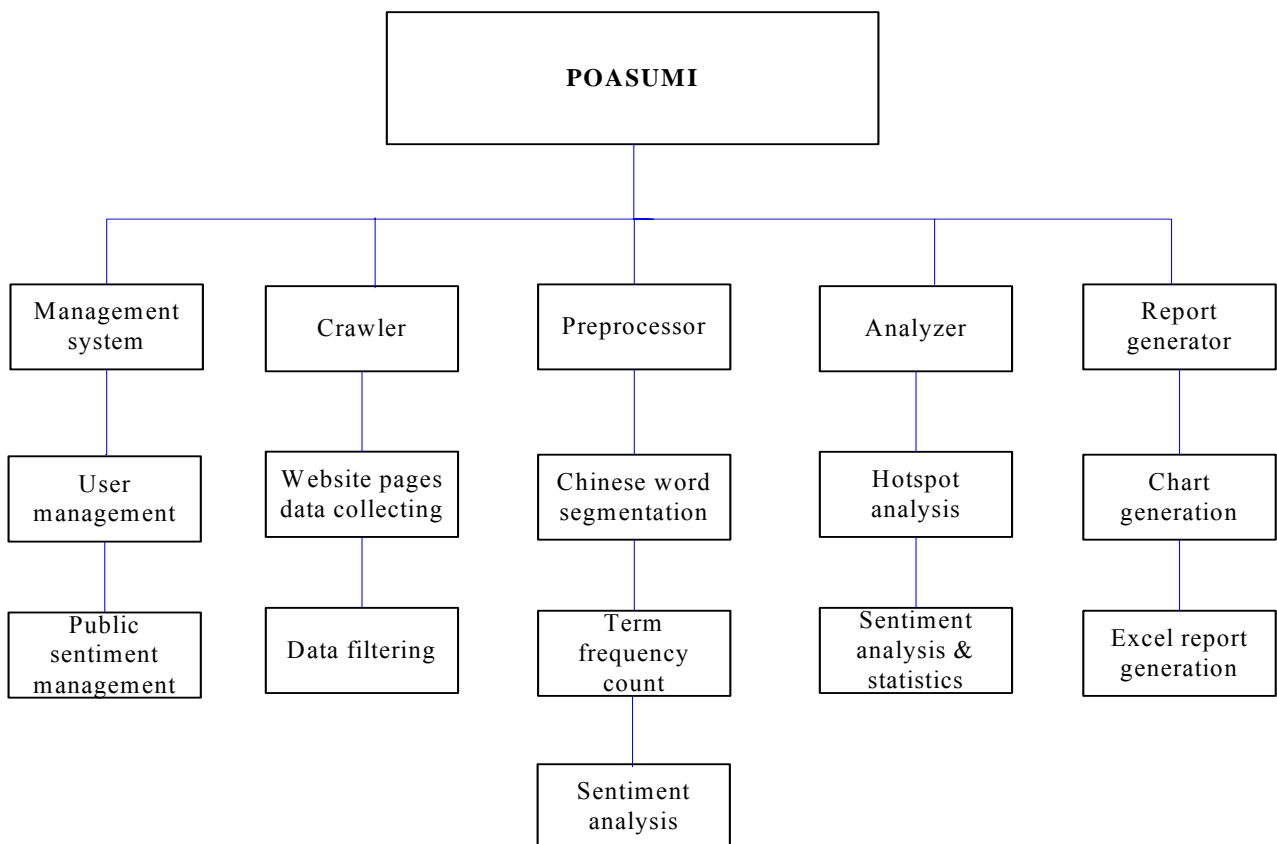 POASUMI
Management
system
Crawler
Preprocessor
Analyzer
Report
generator
User
management
Website pages
data collecting
Chinese word
segmentation
Hotspot
analysis
Chart
generation
Public
sentiment
management
Data filtering
Term
frequency
count
Sentiment
analysis &
statistics
Excel report
generation
Sentiment
analysis